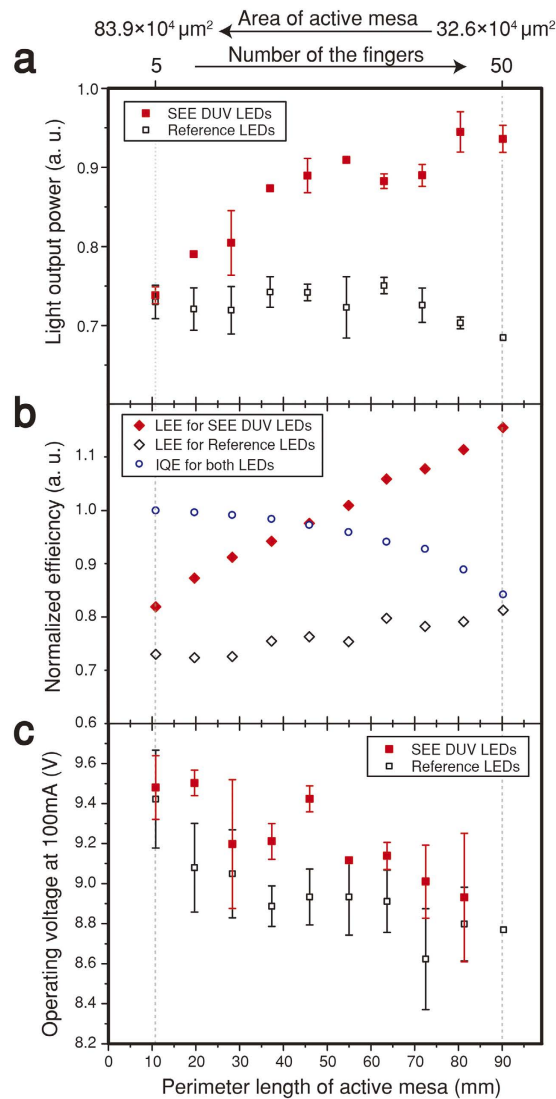 Area of active mesa
83.9×10⁴ μm² 32.6×10⁴ μm²
Number of the fingers
5 50
a
1.0
0.9
0.8
0.7
Light output power (a. u.)
SEE DUV LEDs
Reference LEDs
b
1.1
1.0
0.9
0.8
0.7
0.6
Normalized effieicncy (a. u.)
LEE for SEE DUV LEDs
LEE for Reference LEDs
IQE for both LEDs
c
9.6
9.4
9.2
9.0
8.8
8.6
8.4
8.2
Operating voltage at 100mA (V)
SEE DUV LEDs
Reference LEDs
0 10 20 30 40 50 60 70 80 90 100
Perimeter length of active mesa (mm)